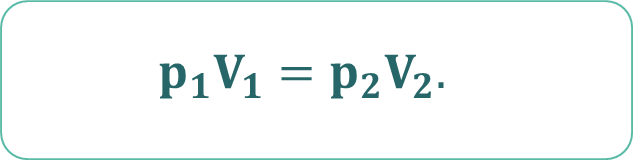 p₁V₁ = p₂V₂.